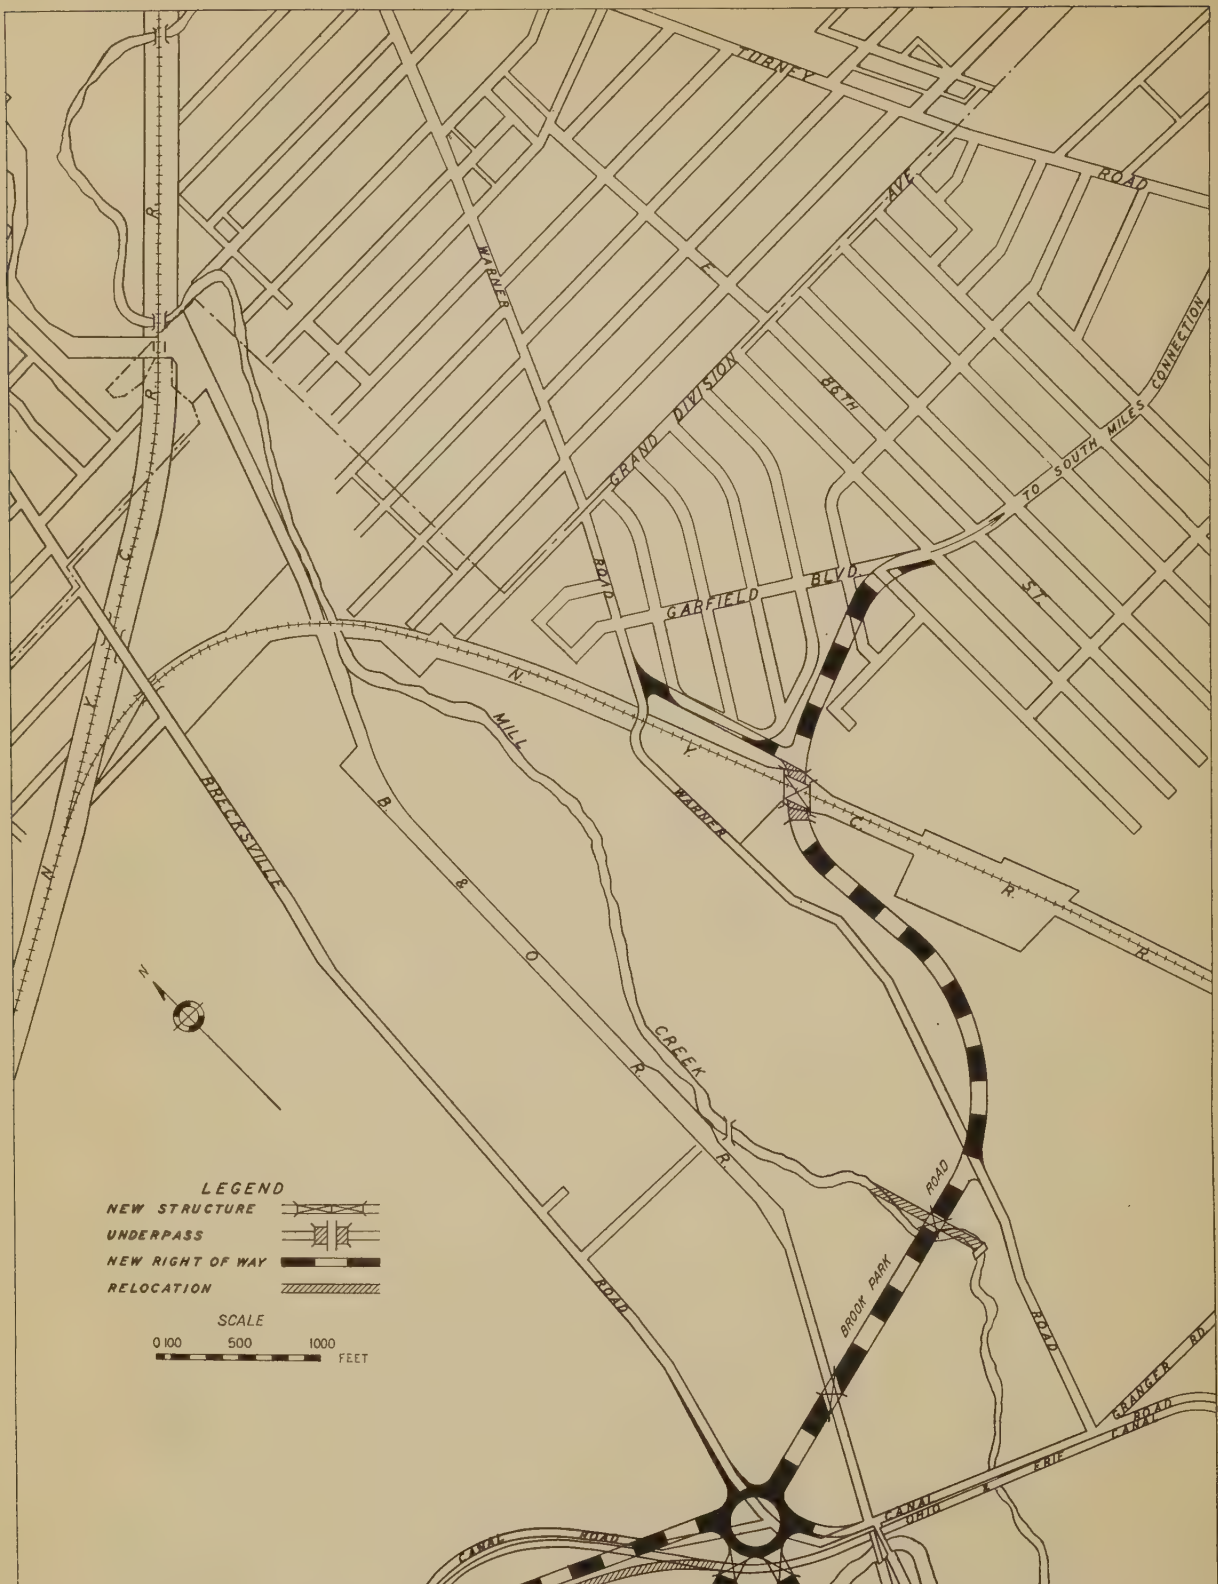 TURNEY
ROAD
R.
R.
WARNER
E.
AVE
GRAND DIVISION
86TH
TO SOUTH MILES CONNECTION
C.
ROAD
GARFIELD BLVD.
ST.
Y.
N.
N.
Y.
C.
R.
R.
MILL
CREEK
WARNER
BRECKSVILLE
B. & O. R. R.
N
ROAD
BROOK PARK
ROAD
ROAD
GRANGER RD
ROAD
CANAL
CANAL
OHIO & ERIE
CANAL
ROAD
LEGEND
NEW STRUCTURE
UNDERPASS
NEW RIGHT OF WAY
RELOCATION
SCALE
0 100 500 1000
FEET